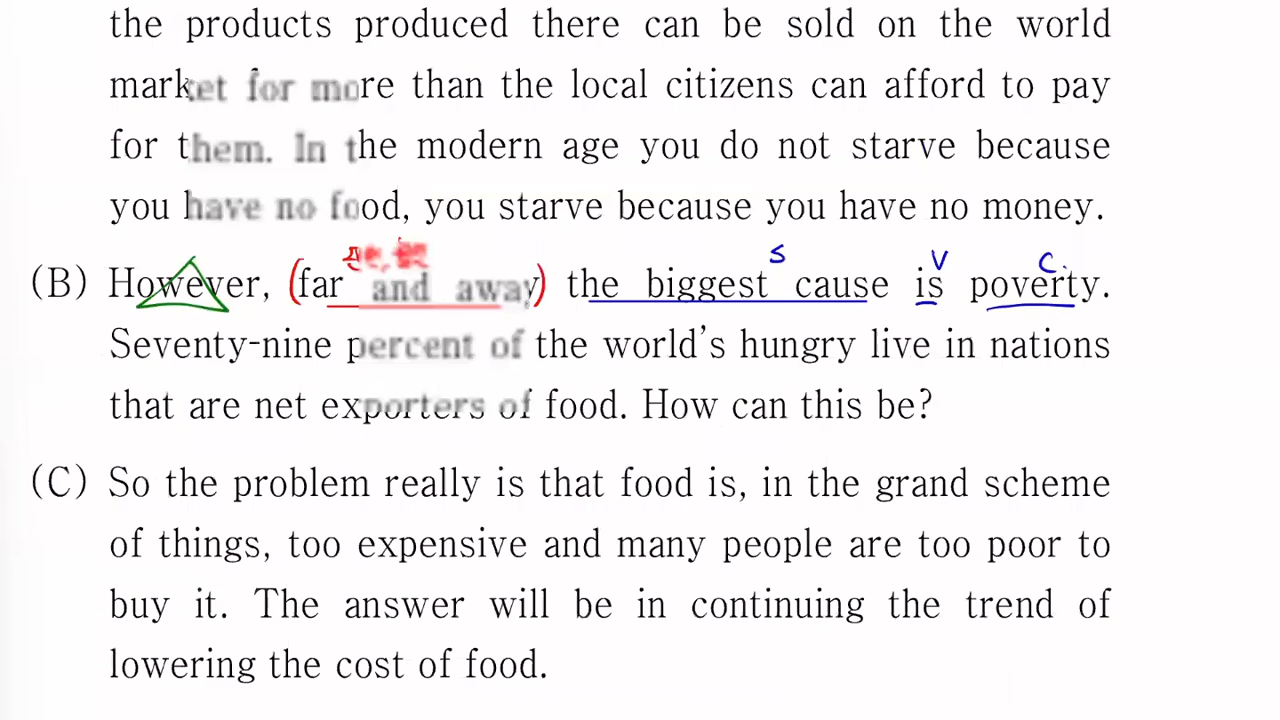 the products produced there can be sold on the world
market for more than the local citizens can afford to pay
for them. In the modern age you do not starve because
you have no food, you starve because you have no money.
S V C
(B) However, (far and away) the biggest cause is poverty.
Seventy-nine percent of the world's hungry live in nations
that are net exporters of food. How can this be?
(C) So the problem really is that food is, in the grand scheme
of things, too expensive and many people are too poor to
buy it. The answer will be in continuing the trend of
lowering the cost of food.